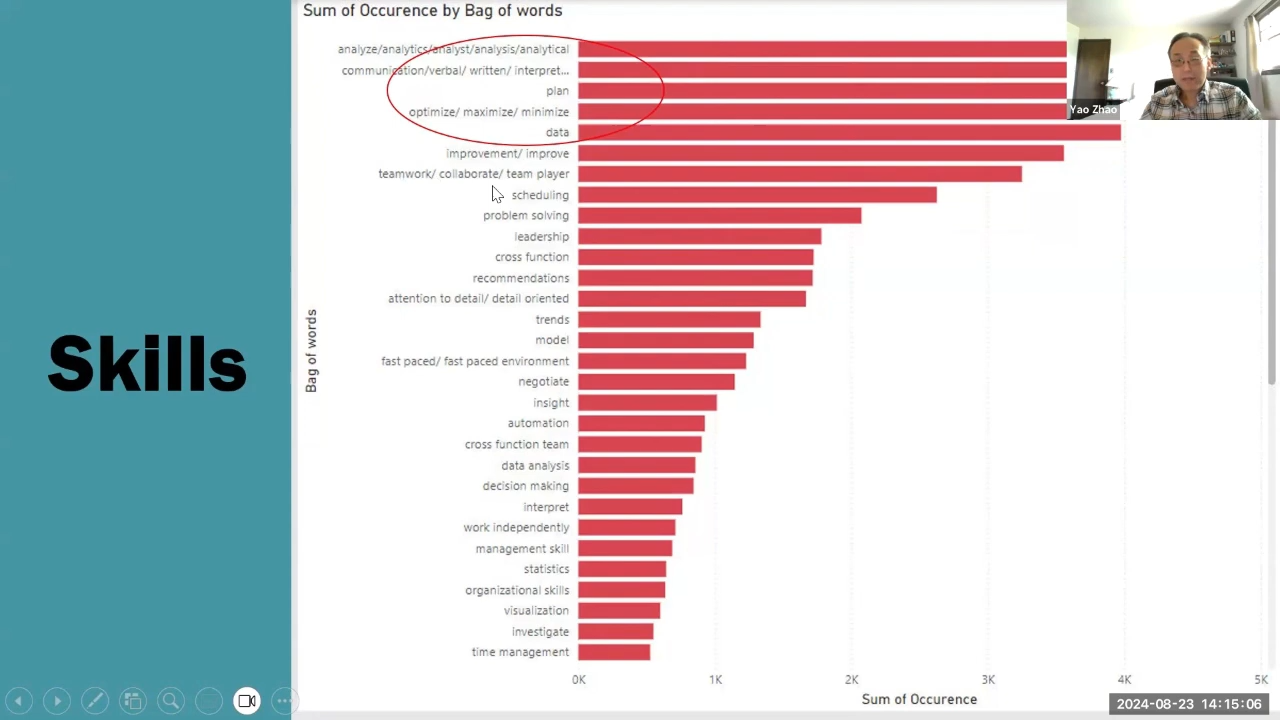 Sum of Occurence by Bag of words
analyze/analytics/analyst/analysis/analytical
communication/verbal/ written/ interpret...
plan
optimize/ maximize/ minimize
data
improvement/ improve
teamwork/ collaborate/ team player
scheduling
problem solving
leadership
cross function
recommendations
attention to detail/ detail oriented
trends
model
fast paced/ fast paced environment
negotiate
insight
automation
cross function team
data analysis
decision making
interpret
work independently
management skill
statistics
organizational skills
visualization
investigate
time management
Bag of words
0K 1K 2K 3K 4K 5K
Sum of Occurence
Skills
Yao Zhao
2024-08-23 14:15:06